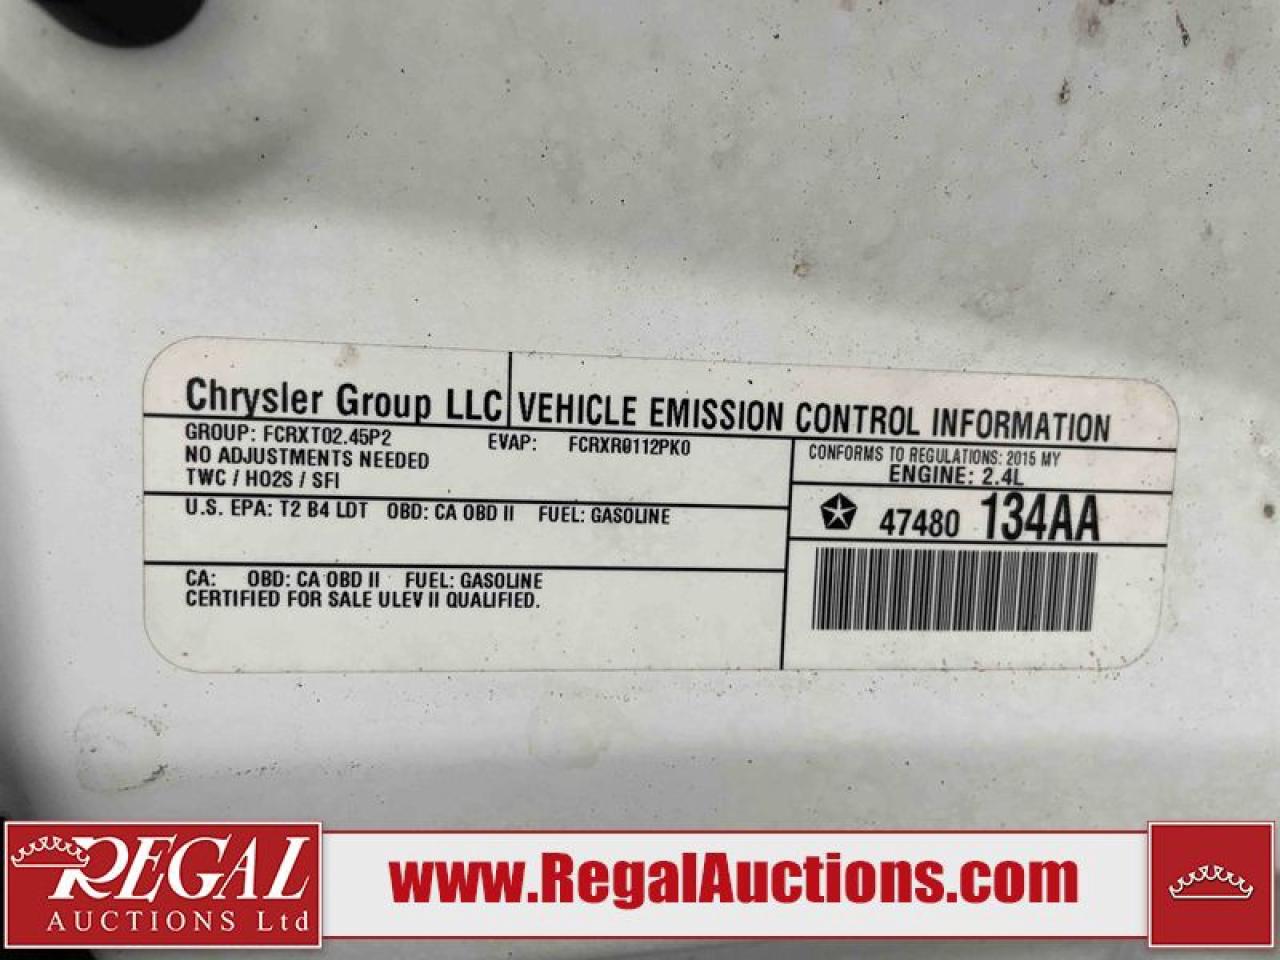 Chrysler Group LLC VEHICLE EMISSION CONTROL INFORMATION
GROUP: FCRXT02.45P2 EVAP: FCRXR0112PK0
NO ADJUSTMENTS NEEDED
TWC / HO2S / SFI
CONFORMS TO REGULATIONS: 2015 MY
ENGINE: 2.4L
U.S. EPA: T2 B4 LDT OBD: CA OBD II FUEL: GASOLINE
47480 134AA
CA: OBD: CA OBD II FUEL: GASOLINE
CERTIFIED FOR SALE ULEV II QUALIFIED.
REGAL
AUCTIONS Ltd
www.RegalAuctions.com